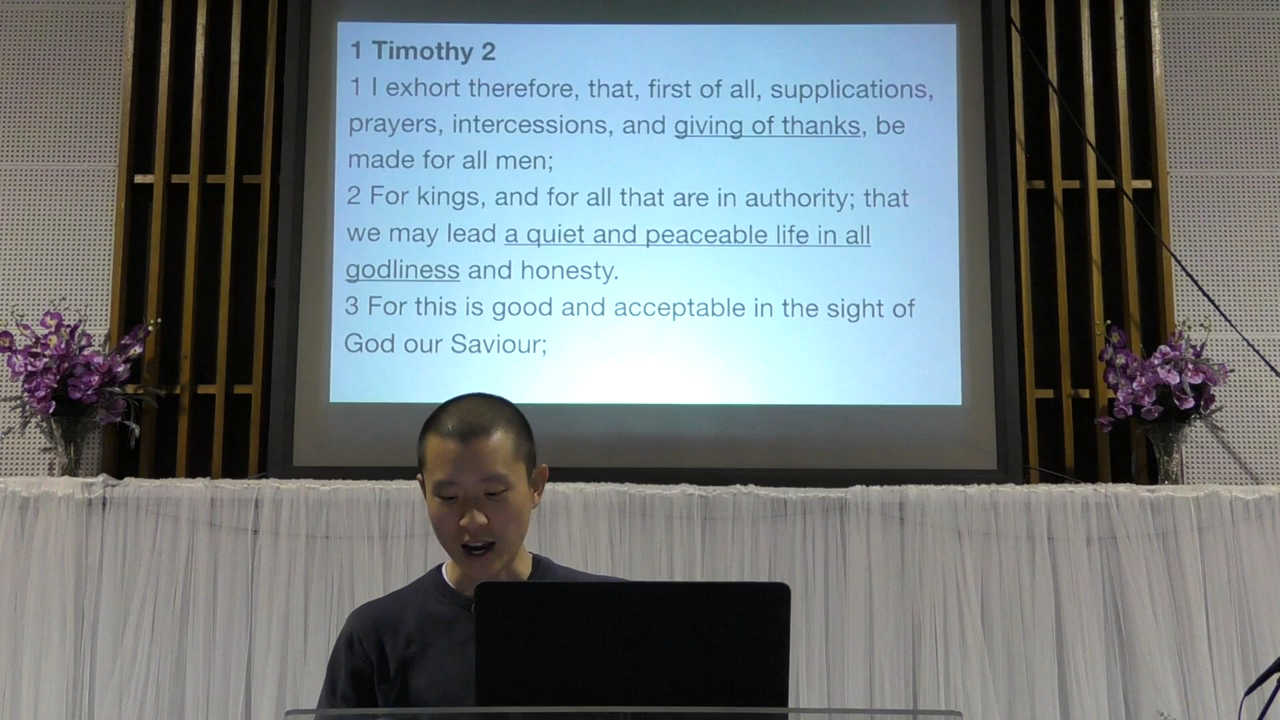 1 Timothy 2
1 I exhort therefore, that, first of all, supplications,
prayers, intercessions, and giving of thanks, be
made for all men;
2 For kings, and for all that are in authority; that
we may lead a quiet and peaceable life in all
godliness and honesty.
3 For this is good and acceptable in the sight of
God our Saviour;